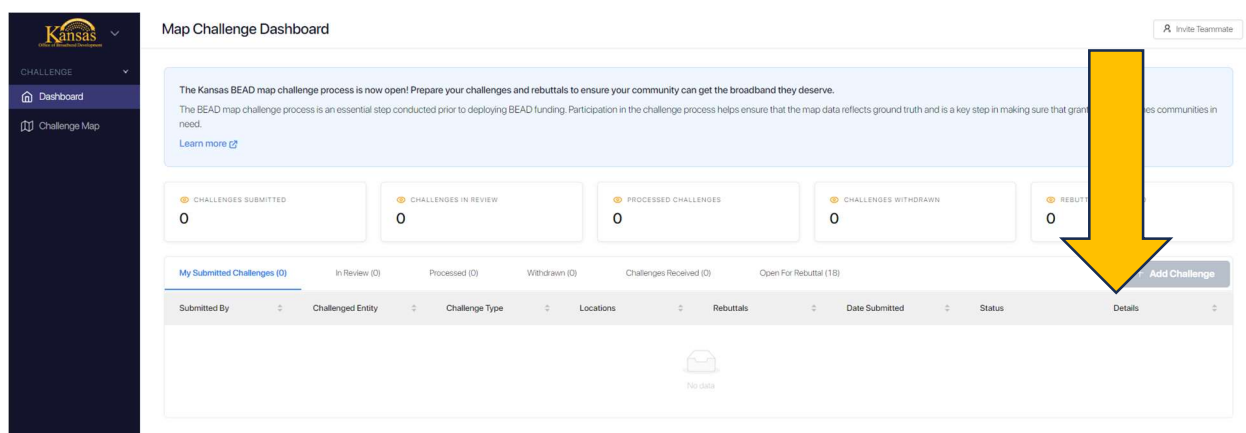 Kansas
Office of Broadband Development
Map Challenge Dashboard
Invite Teammate
CHALLENGE
Dashboard
Challenge Map
The Kansas BEAD map challenge process is now open! Prepare your challenges and rebuttals to ensure your community can get the broadband they deserve.
The BEAD map challenge process is an essential step conducted prior to deploying BEAD funding. Participation in the challenge process helps ensure that the map data reflects ground truth and is a key step in making sure that grant communities in
need.
Learn more
CHALLENGES SUBMITTED
0
CHALLENGES IN REVIEW
0
PROCESSED CHALLENGES
0
CHALLENGES WITHDRAWN
0
0
My Submitted Challenges (0) In Review (0) Processed (0) Withdrawn (0) Challenges Received (0) Open For Rebuttal (18)
Add Challenge
Submitted By Challenged Entity Challenge Type Locations Rebuttals Date Submitted Status Details
No data